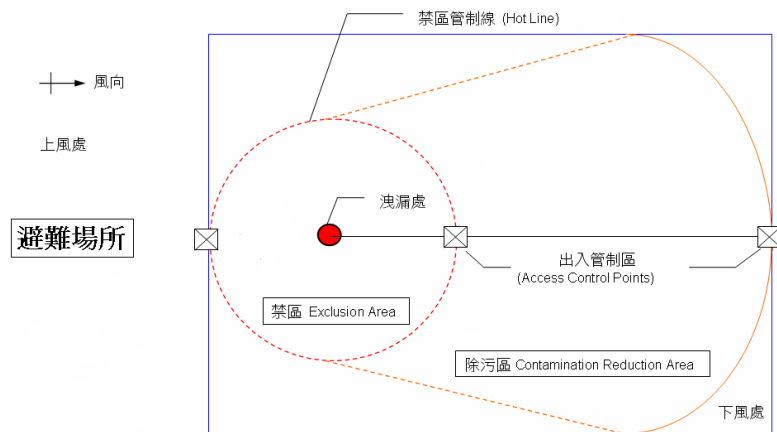 禁區管制線 (Hot Line)
風向
上風處
洩漏處
避難場所
出入管制區
(Access Control Points)
禁區 Exclusion Area
除污區 Contamination Reduction Area
下風處